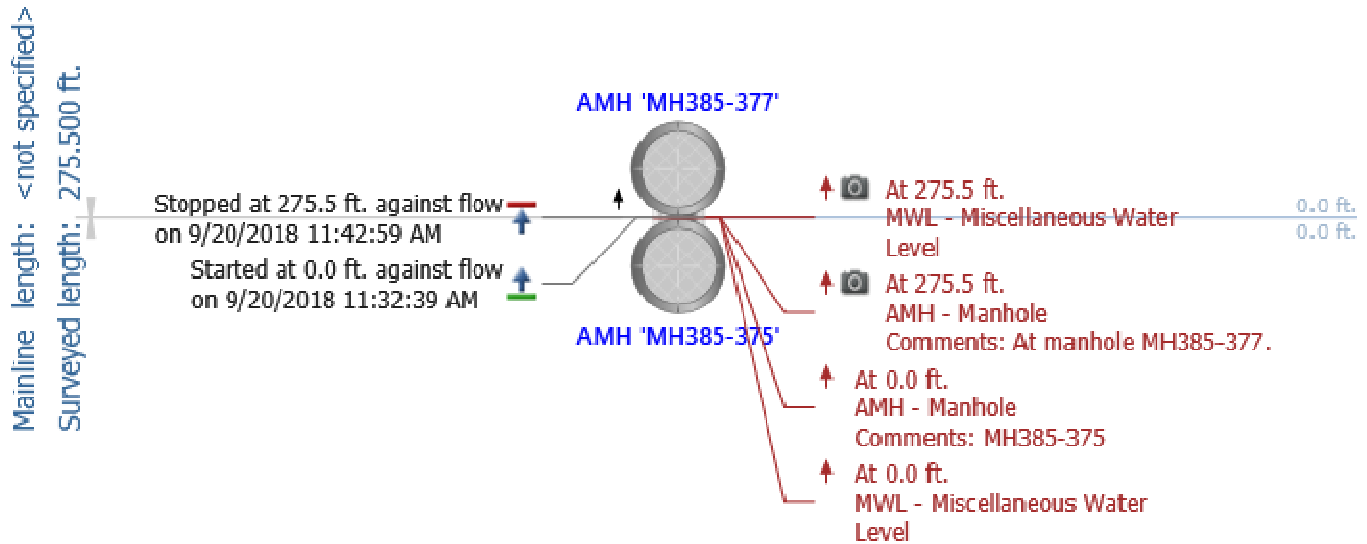 Mainline length: <not specified>
Surveyed length: 275.500 ft.
AMH 'MH385-377'
Stopped at 275.5 ft. against flow
on 9/20/2018 11:42:59 AM
Started at 0.0 ft. against flow
on 9/20/2018 11:32:39 AM
AMH 'MH385-375'
At 275.5 ft.
MWL - Miscellaneous Water
Level
0.0 ft.
0.0 ft.
At 275.5 ft.
AMH - Manhole
Comments: At manhole MH385-377.
At 0.0 ft.
AMH - Manhole
Comments: MH385-375
At 0.0 ft.
MWL - Miscellaneous Water
Level